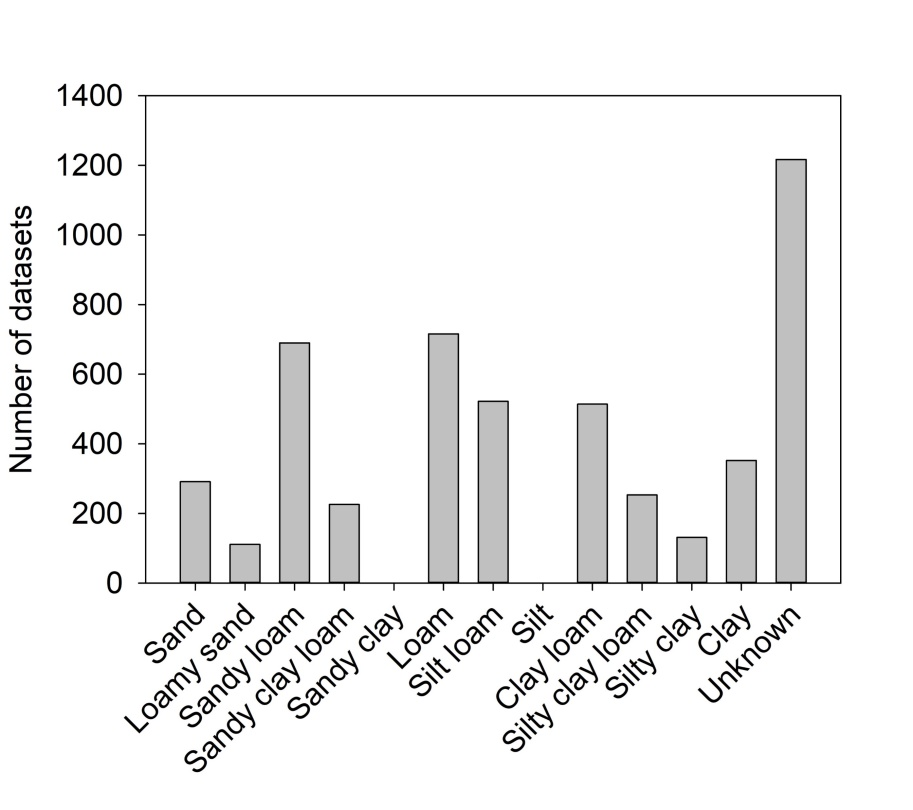 1400
1200
1000
800
600
400
200
0
Number of datasets
Sand
Loamy sand
Sandy loam
Sandy clay loam
Sandy clay
Loam
Silt loam
Silt
Clay loam
Silty clay loam
Silty clay
Clay
Unknown